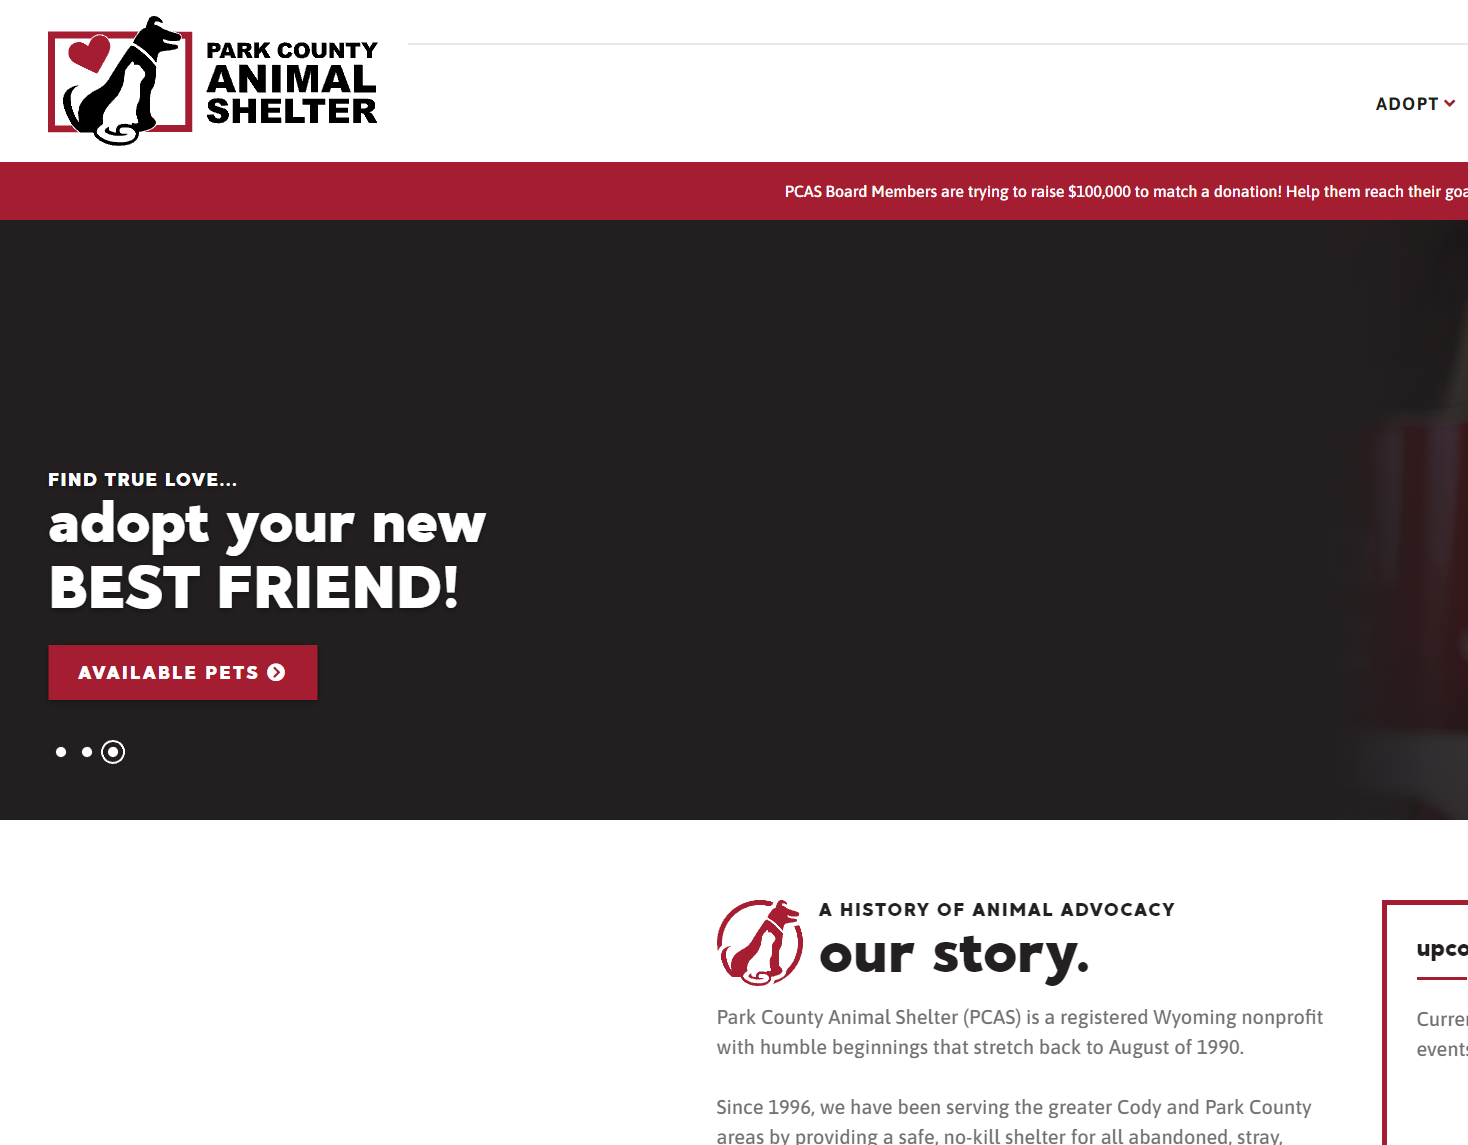 PARK COUNTY
ANIMAL
SHELTER
ADOPT
PCAS Board Members are trying to raise $100,000 to match a donation! Help them reach their
FIND TRUE LOVE...
adopt your new
BEST FRIEND!
AVAILABLE PETS
A HISTORY OF ANIMAL ADVOCACY
our story.
Park County Animal Shelter (PCAS) is a registered Wyoming nonprofit
with humble beginnings that stretch back to August of 1990.
Since 1996, we have been serving the greater Cody and Park County
areas by providing a safe, no-kill shelter for all abandoned, stray,
upco
Curren
events